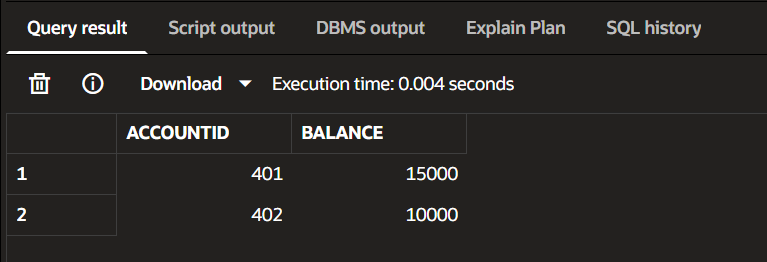 Query result Script output DBMS output Explain Plan SQL history
Download Execution time: 0.004 seconds
ACCOUNTID BALANCE
1 401 15000
2 402 10000